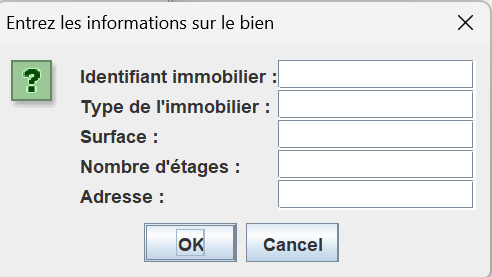 Entrez les informations sur le bien
Identifiant immobilier :
Type de l'immobilier :
Surface :
Nombre d'étages :
Adresse :
OK Cancel